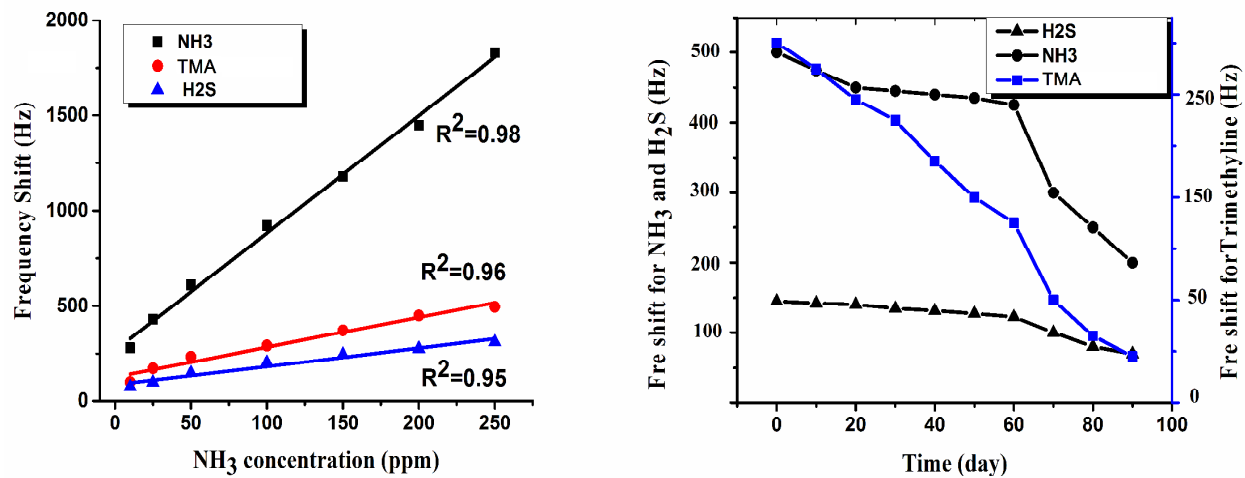 2000
1500
1000
500
0
Frequency Shift (Hz)
NH3
TMA
H2S
R2=0.98
R2=0.96
R2=0.95
0 50 100 150 200 250
NH3 concentration (ppm)
500
400
300
200
100
Fre shift for NH3 and H2S (Hz)
H2S
NH3
TMA
250
150
50
0
Fre shift for Trimethyline (Hz)
0 20 40 60 80 100
Time (day)